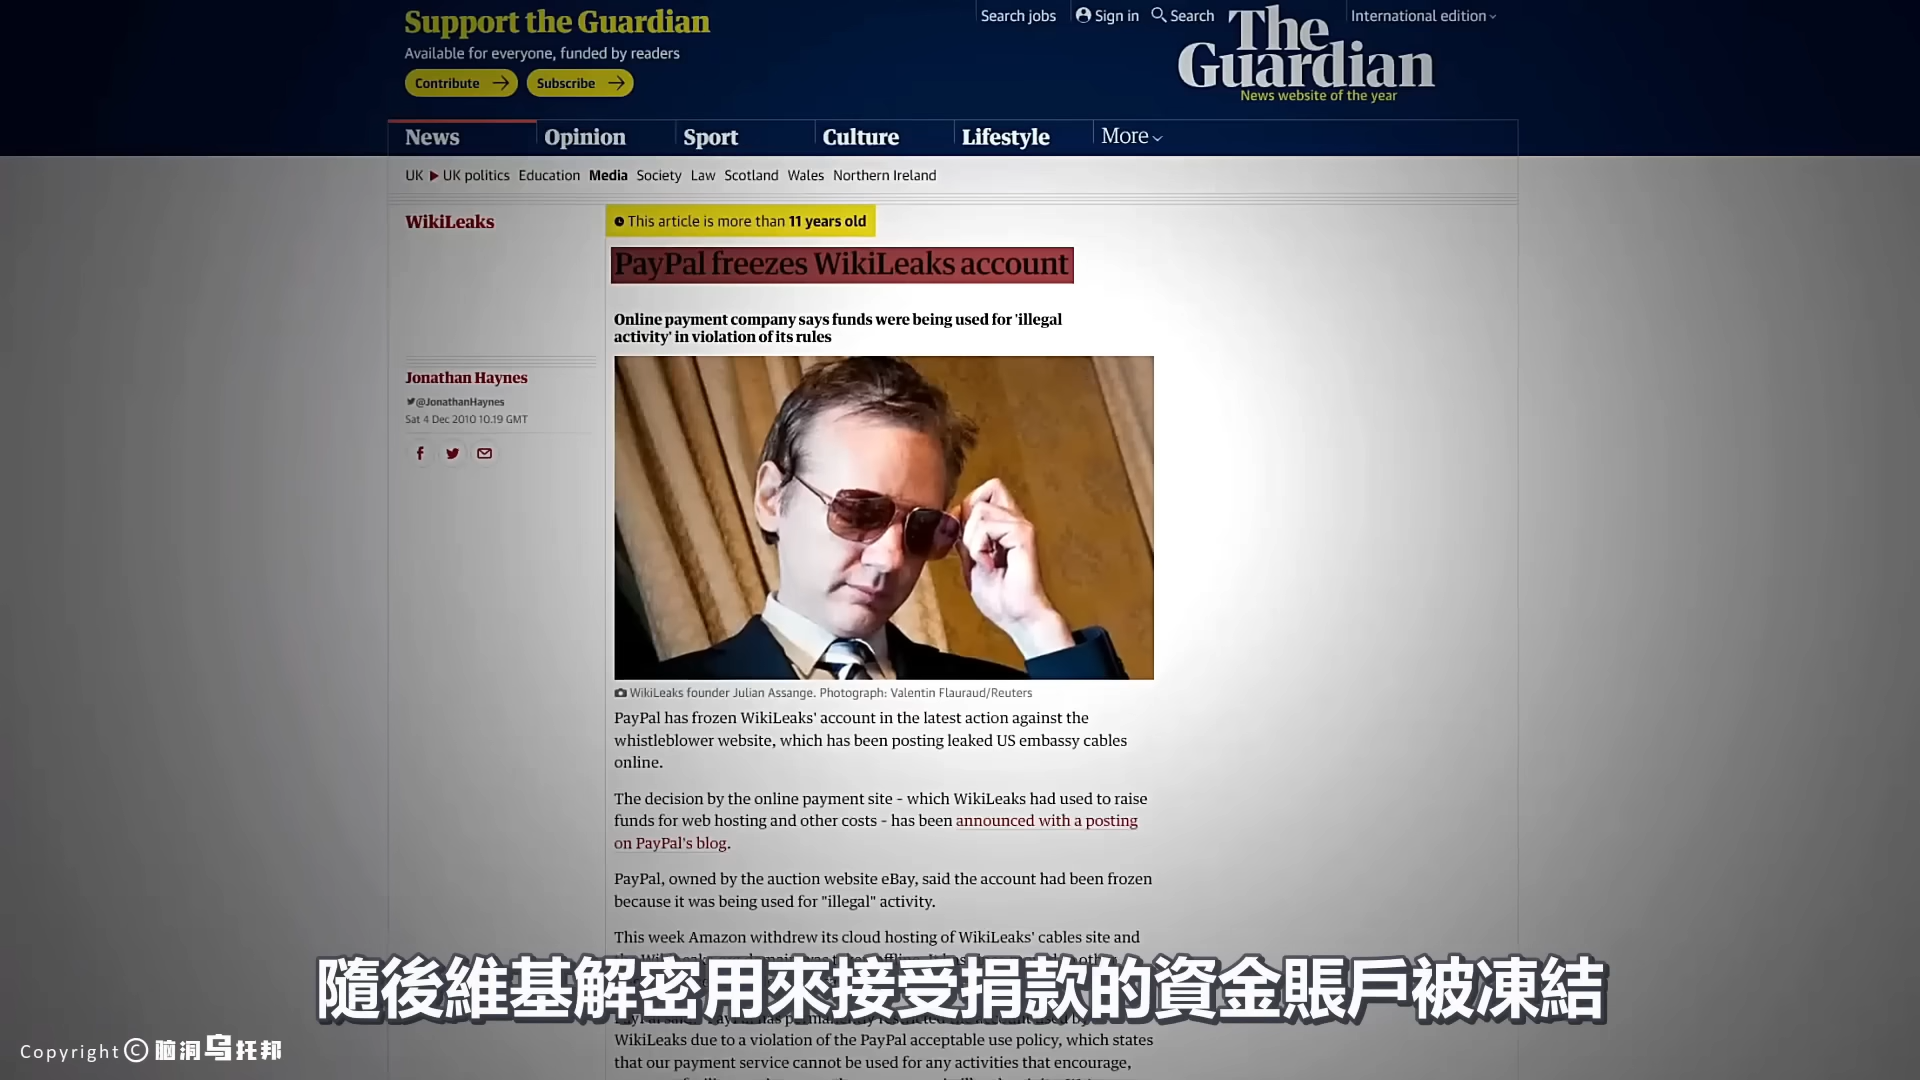 Support the Guardian
Available for everyone, funded by readers
Contribute
Subscribe
Search jobs
Sign in
Search
International edition
The
Guardian
News website of the year
News
Opinion
Sport
Culture
Lifestyle
More
UK
UK politics
Education
Media
Society
Law
Scotland
Wales
Northern Ireland
WikiLeaks
This article is more than 11 years old
PayPal freezes WikiLeaks account
Online payment company says funds were being used for 'illegal
activity' in violation of its rules
Jonathan Haynes
@JonathanHaynes
Sat 4 Dec 2010 10.19 GMT
WikiLeaks founder Julian Assange. Photograph: Valentin Flauraud/Reuters
PayPal has frozen WikiLeaks' account in the latest action against the
whistleblower website, which has been posting leaked US embassy cables
online.
The decision by the online payment site – which WikiLeaks had used to raise
funds for web hosting and other costs – has been announced with a posting
on PayPal's blog.
PayPal, owned by the auction website eBay, said the account had been frozen
because it was being used for "illegal" activity.
This week Amazon withdrew its cloud hosting of WikiLeaks' cables site and
隨後維基解密用來接受捐款的資金賬戶被凍結
WikiLeaks due to a violation of the PayPal acceptable use policy, which states
that our payment service cannot be used for any activities that encourage,
Copyright © 脑洞乌托邦